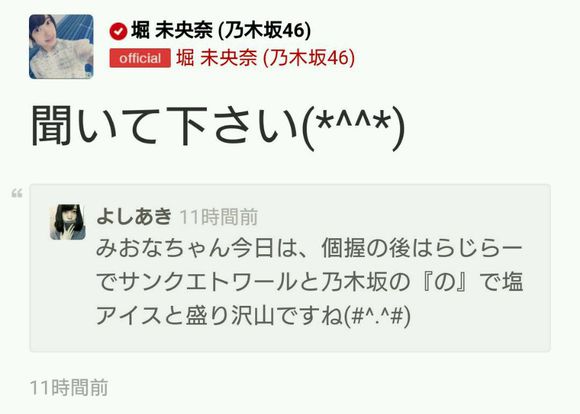 堀 未央奈 (乃木坂46)
official 堀 未央奈 (乃木坂46)
聞いて下さい(*^^*)
“
よしあき 11時間前
みおなちゃん今日は、個握の後はらじらー
でサンクエトワールと乃木坂の『の』で塩
アイスと盛り沢山ですね(#^.^#)
11時間前